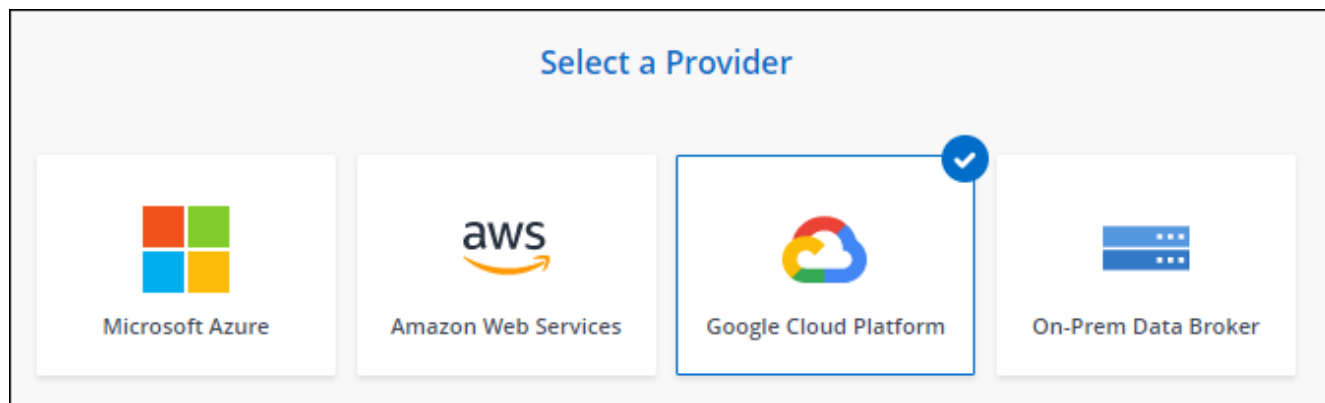 Select a Provider
aws
Microsoft Azure
Amazon Web Services
Google Cloud Platform
On-Prem Data Broker